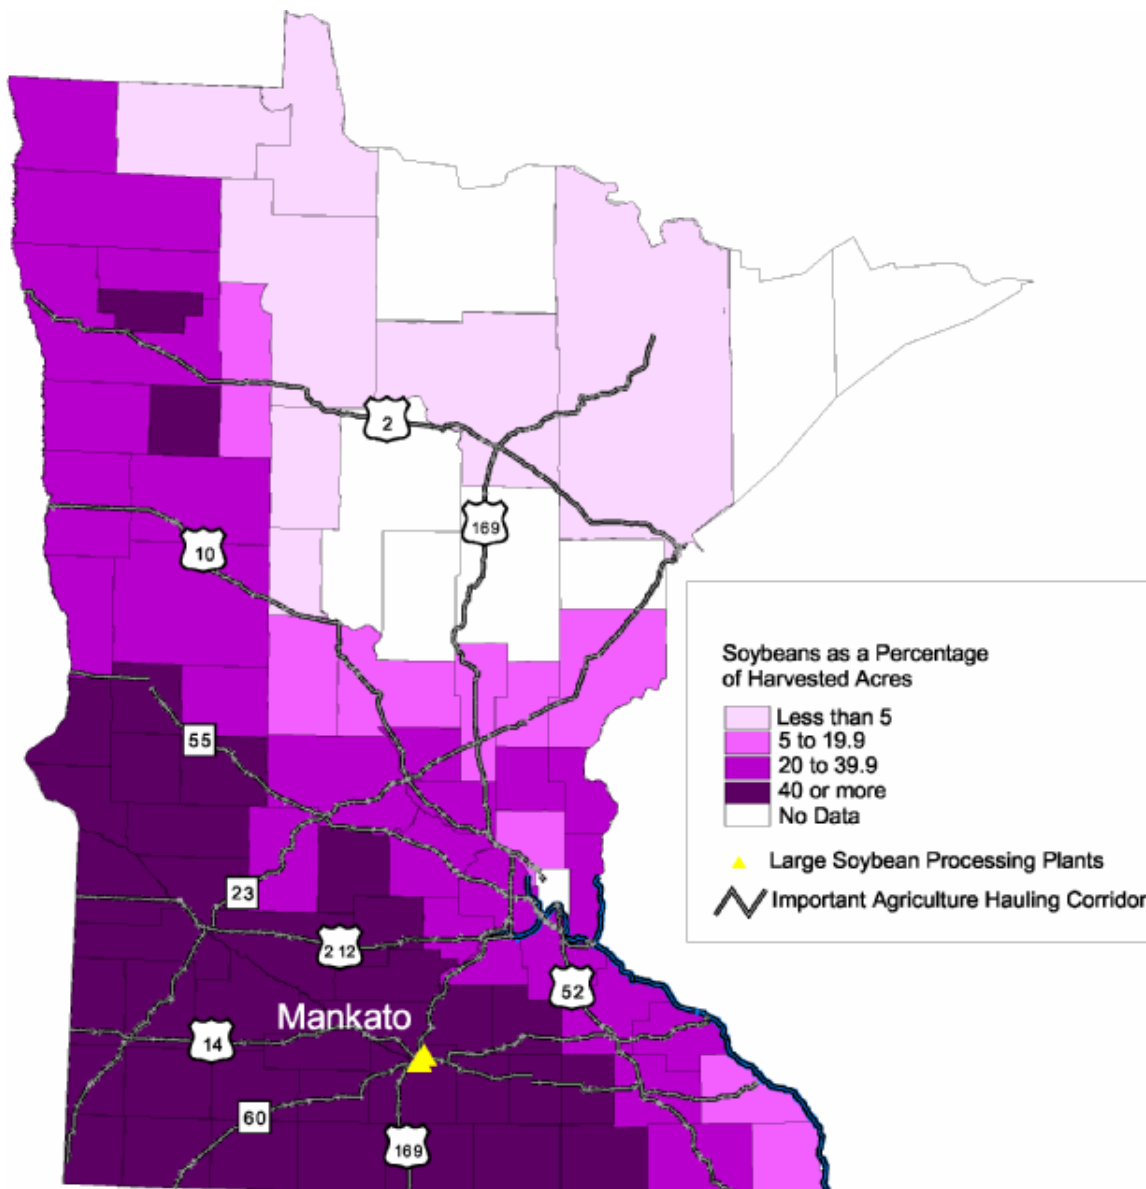 2
169
10
55
23
2 12
52
Mankato
14
60
169
Soybeans as a Percentage
of Harvested Acres
Less than 5
5 to 19.9
20 to 39.9
40 or more
No Data
Large Soybean Processing Plants
Important Agriculture Hauling Corridor